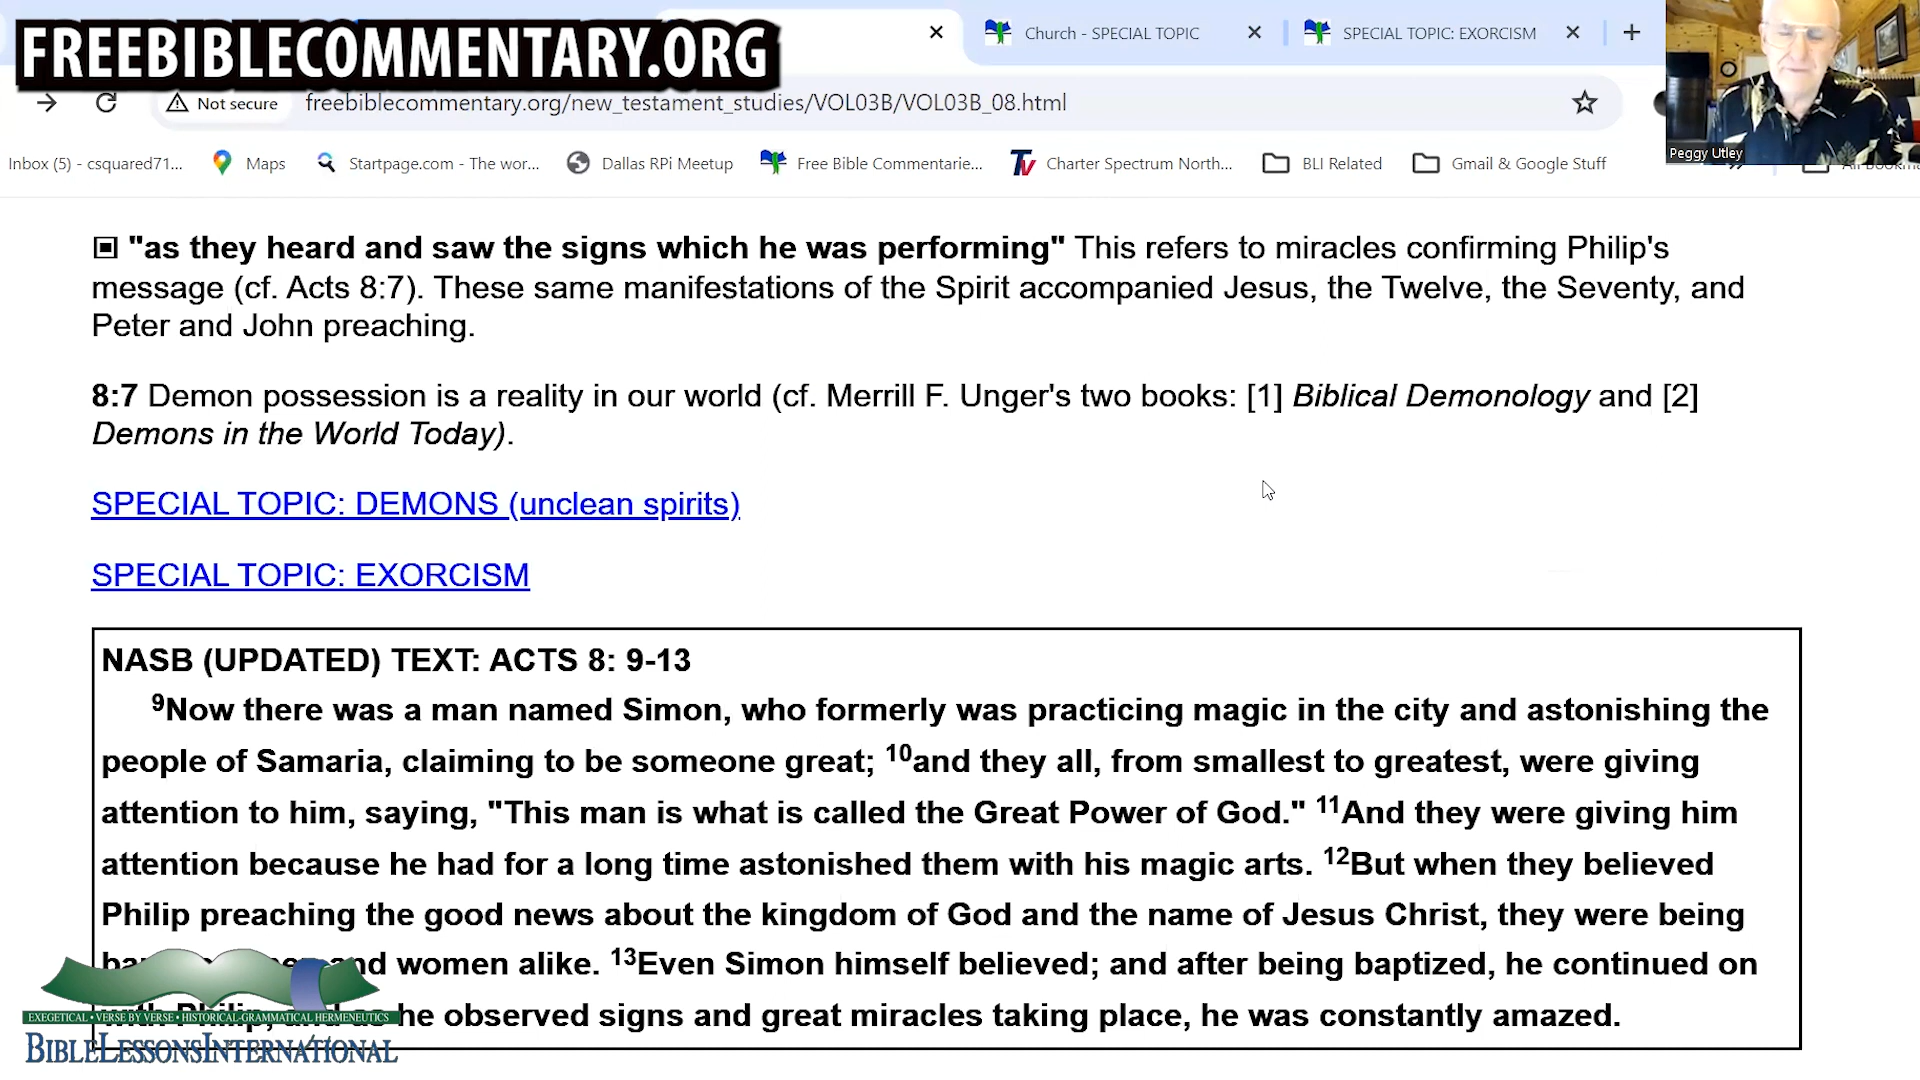 FREEBIBLECOMMENTARY.ORG
Church - SPECIAL TOPIC
SPECIAL TOPIC: EXORCISM
Not secure
freebiblecommentary.org/new_testament_studies/VOL03B/VOL03B_08.html
Peggy Utley
Inbox (5) - csquared71...
Maps
Startpage.com - The wor...
Dallas RPi Meetup
Free Bible Commentarie...
Charter Spectrum North...
BLI Related
Gmail & Google Stuff
"as they heard and saw the signs which he was performing" This refers to miracles confirming Philip's
message (cf. Acts 8:7). These same manifestations of the Spirit accompanied Jesus, the Twelve, the Seventy, and
Peter and John preaching.
8:7 Demon possession is a reality in our world (cf. Merrill F. Unger's two books: [1] Biblical Demonology and [2]
Demons in the World Today).
SPECIAL TOPIC: DEMONS (unclean spirits)
SPECIAL TOPIC: EXORCISM
NASB (UPDATED) TEXT: ACTS 8: 9-13
9Now there was a man named Simon, who formerly was practicing magic in the city and astonishing the
people of Samaria, claiming to be someone great; 10and they all, from smallest to greatest, were giving
attention to him, saying, "This man is what is called the Great Power of God." 11And they were giving him
attention because he had for a long time astonished them with his magic arts. 12But when they believed
Philip preaching the good news about the kingdom of God and the name of Jesus Christ, they were being
and women alike. 13Even Simon himself believed; and after being baptized, he continued on
with Philip, and as he observed signs and great miracles taking place, he was constantly amazed.
EXEGETICAL • VERSE BY VERSE • HISTORICAL-GRAMMATICAL HERMENEUTICS
BIBLELESSONSINTERNATIONAL